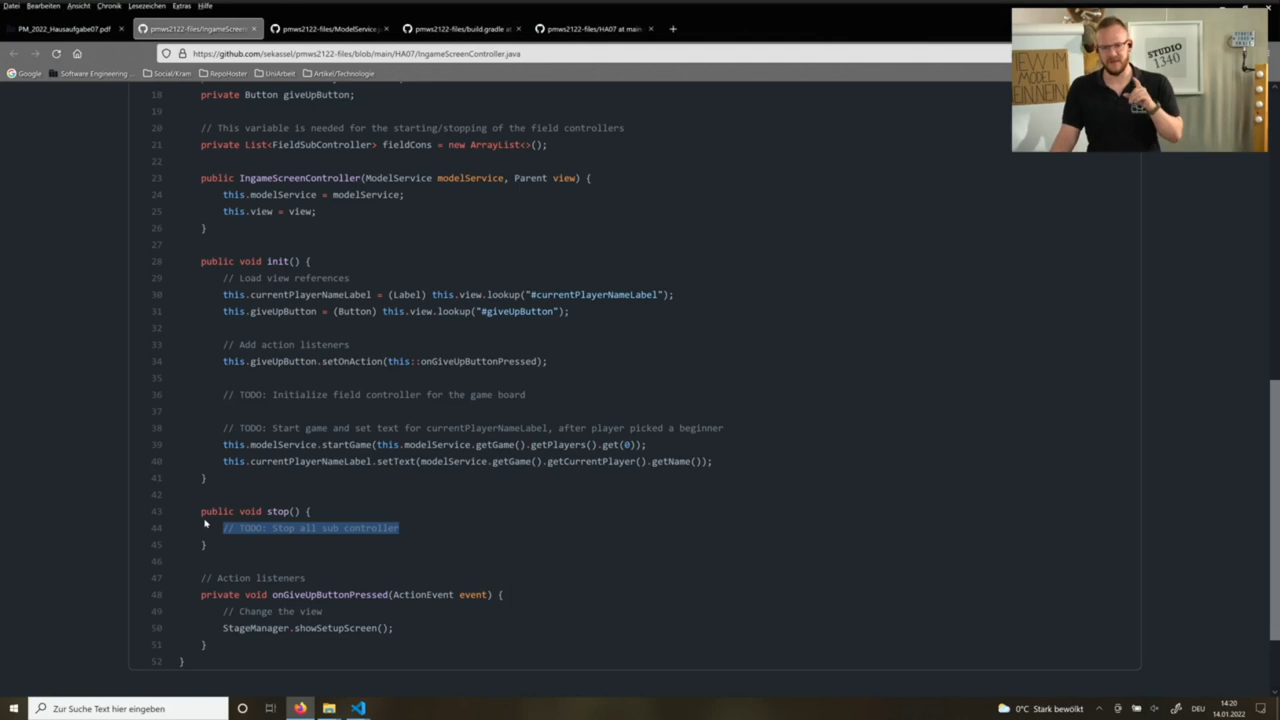 Datei Bearbeiten Ansicht Chronik Lesezeichen Extras Hilfe
PM_2022_Hausaufgabe07.pdf pmws2122-files/IngameScreen pmws2122-files/ModelService.j pmws2122-files/build.gradle at pmws2122-files/HA07 at main
https://github.com/sekassel/pmws2122-files/blob/main/HA07/IngameScreenController.java
Google Software Engineering ... Social/Kram RepoHoster UniArbeit Artikel/Technologie
STUDIO
1340
VIEW IM
MODEL
EIN NEIN
18 private Button giveUpButton;
19
20 // This variable is needed for the starting/stopping of the field controllers
21 private List<FieldSubController> fieldCons = new ArrayList<>();
22
23 public IngameScreenController(ModelService modelService, Parent view) {
24 this.modelService = modelService;
25 this.view = view;
26 }
27
28 public void init() {
29 // Load view references
30 this.currentPlayerNameLabel = (Label) this.view.lookup("#currentPlayerNameLabel");
31 this.giveUpButton = (Button) this.view.lookup("#giveUpButton");
32
33 // Add action listeners
34 this.giveUpButton.setOnAction(this::onGiveUpButtonPressed);
35
36 // TODO: Initialize field controller for the game board
37
38 // TODO: Start game and set text for currentPlayerNameLabel, after player picked a beginner
39 this.modelService.startGame(this.modelService.getGame().getPlayers().get(0));
40 this.currentPlayerNameLabel.setText(modelService.getGame().getCurrentPlayer().getName());
41 }
42
43 public void stop() {
44 // TODO: Stop all sub controller
45 }
46
47 // Action listeners
48 private void onGiveUpButtonPressed(ActionEvent event) {
49 // Change the view
50 StageManager.showSetupScreen();
51 }
52 }
Zur Suche Text hier eingeben
0°C Stark bewölkt
DEU
14:20
14.01.2022